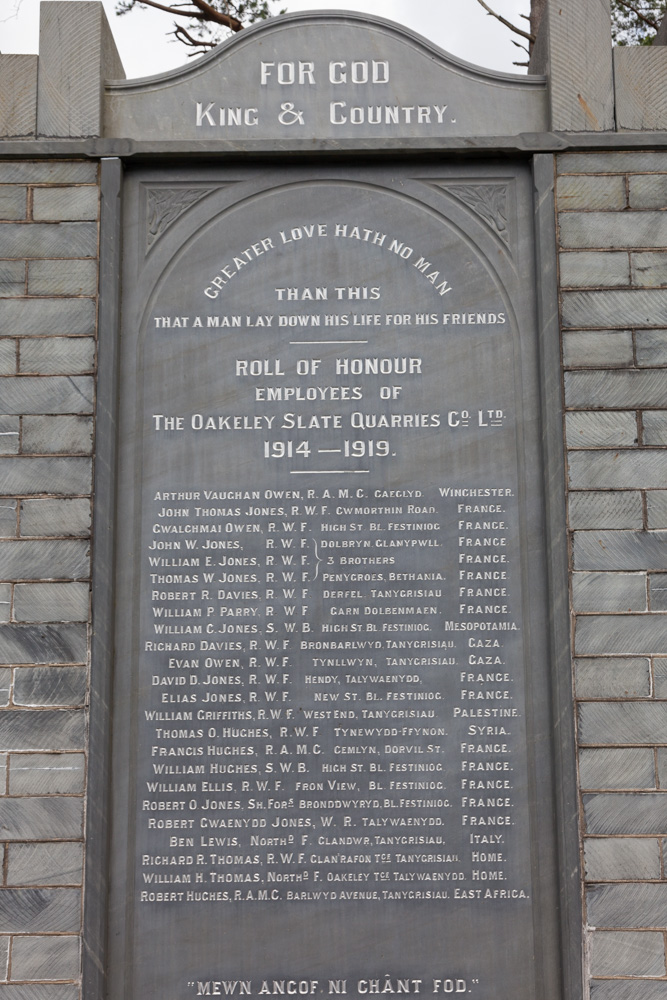 FOR GOD
KING & COUNTRY.
GREATER LOVE HATH NO MAN
THAN THIS
THAT A MAN LAY DOWN HIS LIFE FOR HIS FRIENDS
ROLL OF HONOUR
EMPLOYEES OF
THE OAKELEY SLATE QUARRIES CO. LTD.
1914—1919.
ARTHUR VAUGHAN OWEN, R.A.M.C. GAEGLYD. WINCHESTER.
JOHN THOMAS JONES, R.W.F. CWMORTHIN ROAD. FRANCE.
GWALCHMAI OWEN, R.W.F. HIGH ST. BL. FESTINIOG FRANCE.
JOHN W. JONES, R.W.F. DOLBRYN, GLANYPWLL. FRANCE.
WILLIAM E. JONES, R.W.F. 3 BROTHERS FRANCE.
THOMAS W. JONES, R.W.F. PENYGROES, BETHANIA. FRANCE.
ROBERT R. DAVIES, R.W.F. DERFEL, TANYGRISIAU FRANCE.
WILLIAM P. PARRY, R.W.F GARN DOLBENMAEN. FRANCE.
WILLIAM C. JONES, S.W.B. HIGH ST BL. FESTINIOG. MESOPOTAMIA.
RICHARD DAVIES, R.W.F. BRONBARLWYD, TANYGRISIAU. GAZA.
EVAN OWEN, R.W.F. TYNLLWYN, TANYGRISIAU. GAZA.
DAVID D. JONES, R.W.F. HENDY, TALYWAENYDD, FRANCE.
ELIAS JONES, R.W.F. NEW ST. BL. FESTINIOG. FRANCE.
WILLIAM GRIFFITHS, R.W.F. WEST END, TANYGRISIAU PALESTINE.
THOMAS O. HUGHES, R.W.F TYNEWYDD-FFYNON. SYRIA.
FRANCIS HUGHES, R.A.M.C. CEMLYN, DORVIL ST. FRANCE.
WILLIAM HUGHES, S.W.B. HIGH ST. BL. FESTINIOG. FRANCE.
WILLIAM ELLIS, R.W.F. FRON VIEW, BL. FESTINIOG. FRANCE.
ROBERT O. JONES, SH. FORS BRONDDWYRYD, BL. FESTINIOG. FRANCE.
ROBERT GWAENYDD JONES, W.R. TALYWAENYDD. FRANCE.
BEN LEWIS, NORTHD F. GLANDWR, TANYGRISIAU. ITALY.
RICHARD R. THOMAS, R.W.F. GLAN'RAFON TCE TANYGRISIAU. HOME.
WILLIAM H. THOMAS, NORTHD F. OAKELEY TCE TALYWAENYDD. HOME.
ROBERT HUGHES, R.A.M.C. BARLWYD AVENUE, TANYGRISIAU. EAST AFRICA.
"MEWN ANGOF, NI CHÂNT FOD."